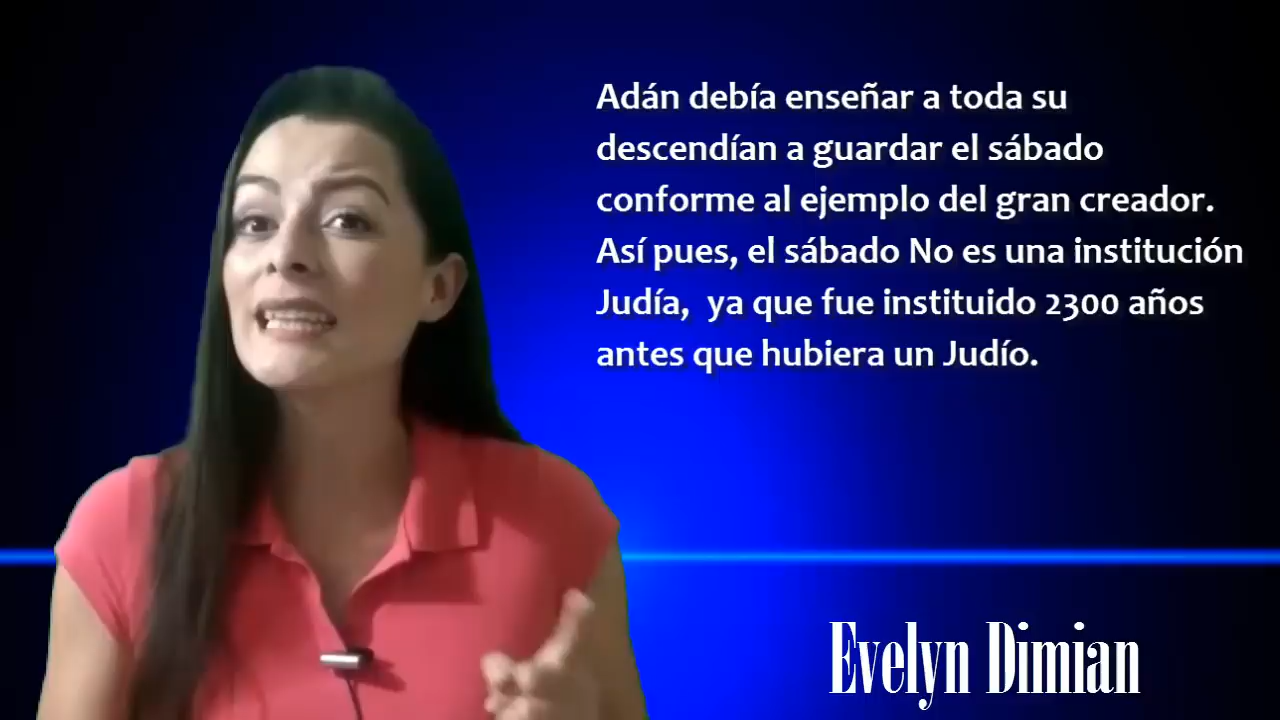 Adán debía enseñar a toda su
descendían a guardar el sábado
conforme al ejemplo del gran creador.
Así pues, el sábado No es una institución
Judía, ya que fue instituido 2300 años
antes que hubiera un Judío.
Evelyn Dimian